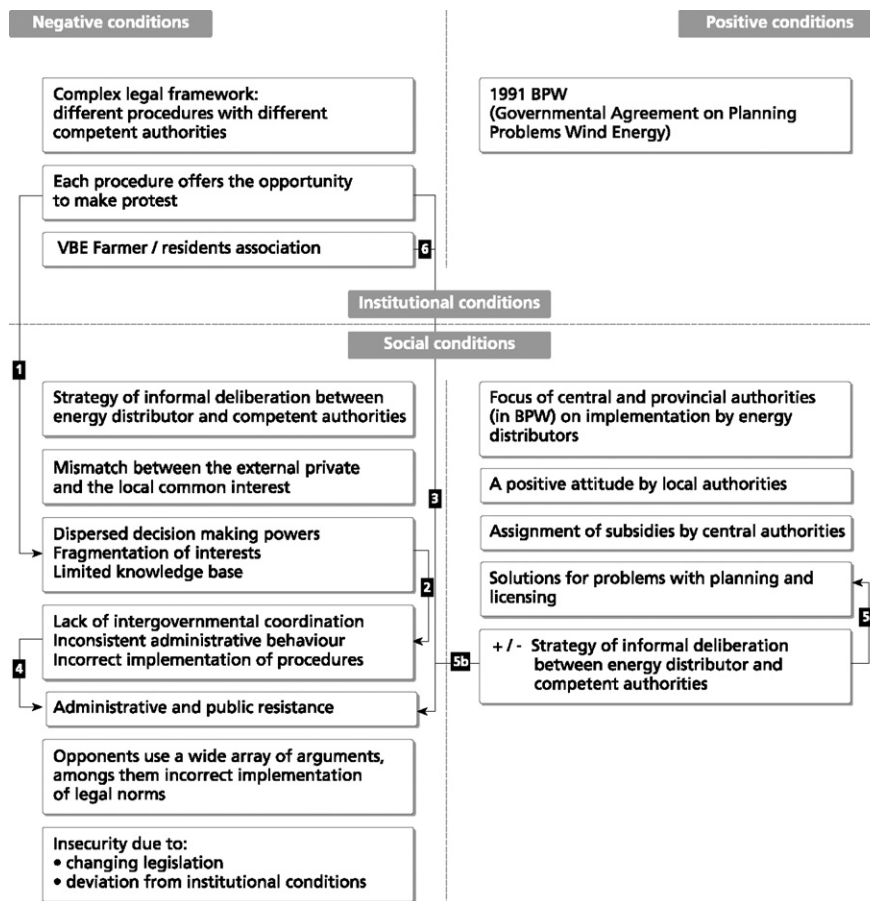 Negative conditions
Positive conditions
Complex legal framework:
different procedures with different
competent authorities
1991 BPW
(Governmental Agreement on Planning
Problems Wind Energy)
Each procedure offers the opportunity
to make protest
VBE Farmer / residents association
6
Institutional conditions
Social conditions
1
Strategy of informal deliberation between
energy distributor and competent authorities
Focus of central and provincial authorities
(in BPW) on implementation by energy
distributors
Mismatch between the external private
and the local common interest
3
A positive attitude by local authorities
Dispersed decision making powers
Fragmentation of interests
Limited knowledge base
2
Assignment of subsidies by central authorities
Solutions for problems with planning and
licensing
Lack of intergovernmental coordination
Inconsistent administrative behaviour
Incorrect implementation of procedures
4
5b
+ / - Strategy of informal deliberation
between energy distributor and
competent authorities
Administrative and public resistance
Opponents use a wide array of arguments,
amongs them incorrect implementation
of legal norms
Insecurity due to:
• changing legislation
• deviation from institutional conditions